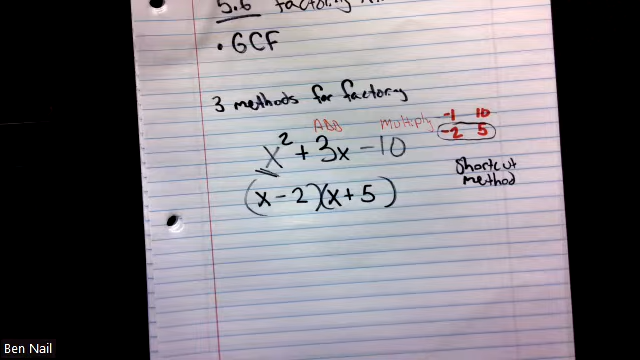 5.6 factoring
• GCF
3 methods for factoring
ADD Multiply
-1 10
-2 5
x² + 3x - 10
Shortcut
method
(x - 2)(x + 5)
Ben Nail